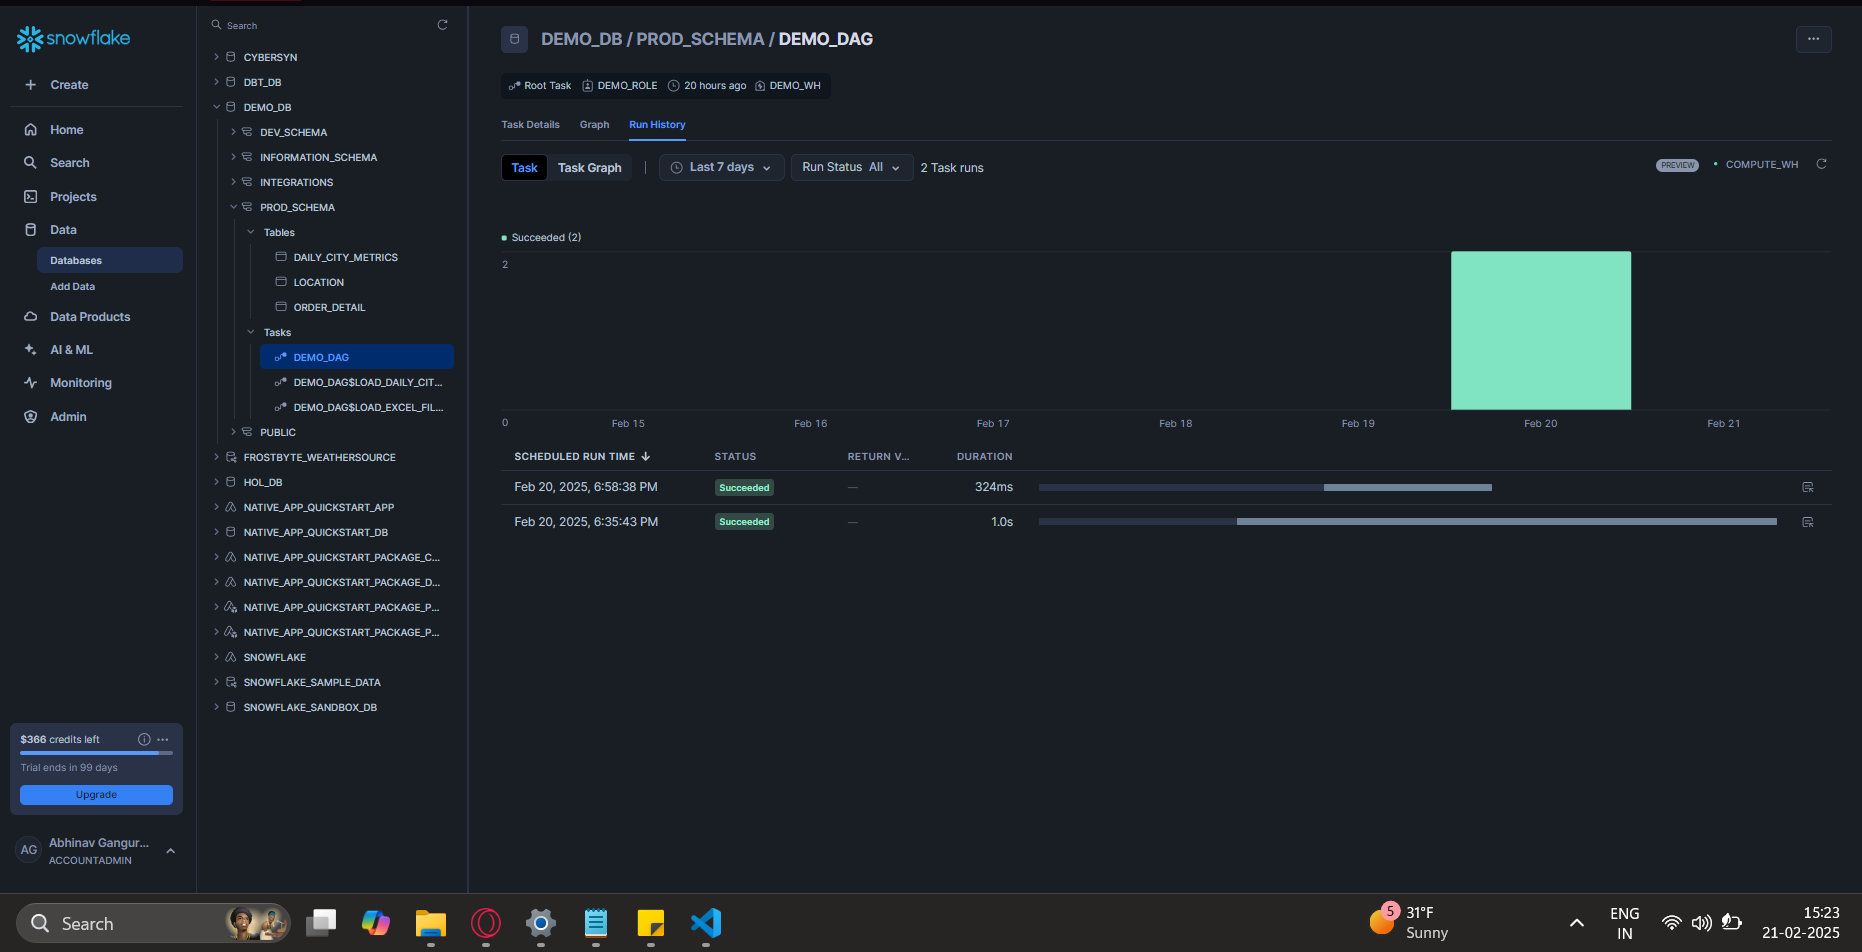 snowflake
Create
Home
Search
Projects
Data
Databases
Add Data
Data Products
AI & ML
Monitoring
Admin
$366 credits left
Trial ends in 99 days
Upgrade
AG
Abhinav Gangur...
ACCOUNTADMIN
Search
CYBERSYN
DBT_DB
DEMO_DB
DEV_SCHEMA
INFORMATION_SCHEMA
INTEGRATIONS
PROD_SCHEMA
Tables
DAILY_CITY_METRICS
LOCATION
ORDER_DETAIL
Tasks
DEMO_DAG
DEMO_DAG$LOAD_DAILY_CIT...
DEMO_DAG$LOAD_EXCEL_FIL...
PUBLIC
FROSTBYTE_WEATHERSOURCE
HOL_DB
NATIVE_APP_QUICKSTART_APP
NATIVE_APP_QUICKSTART_DB
NATIVE_APP_QUICKSTART_PACKAGE_C...
NATIVE_APP_QUICKSTART_PACKAGE_D...
NATIVE_APP_QUICKSTART_PACKAGE_P...
NATIVE_APP_QUICKSTART_PACKAGE_P...
SNOWFLAKE
SNOWFLAKE_SAMPLE_DATA
SNOWFLAKE_SANDBOX_DB
DEMO_DB / PROD_SCHEMA / DEMO_DAG
Root Task DEMO_ROLE 20 hours ago DEMO_WH
Task Details Graph Run History
Task Task Graph | Last 7 days Run Status All 2 Task runs PREVIEW COMPUTE_WH
Succeeded (2)
2
0 Feb 15 Feb 16 Feb 17 Feb 18 Feb 19 Feb 20 Feb 21
SCHEDULED RUN TIME STATUS RETURN V... DURATION
Feb 20, 2025, 6:58:38 PM Succeeded — 324ms
Feb 20, 2025, 6:35:43 PM Succeeded — 1.0s
Search
5
31°F
Sunny
ENG
IN
15:23
21-02-2025